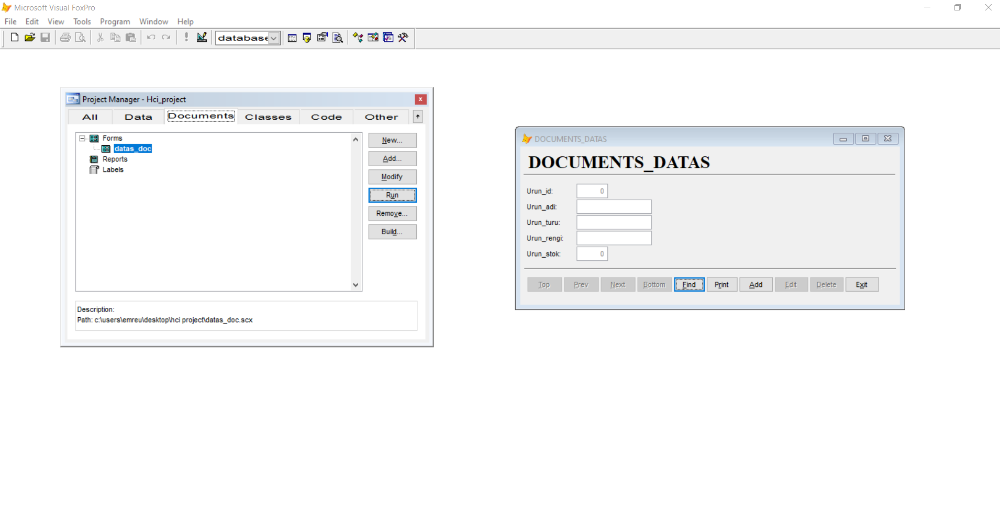 Microsoft Visual FoxPro
File Edit View Tools Program Window Help
database
Project Manager - Hci_project
All Data Documents Classes Code Other
Forms
datas_doc
Reports
Labels
New...
Add...
Modify
Run
Remove...
Build...
Description:
Path: c:\users\emreu\desktop\hci project\datas_doc.scx
DOCUMENTS_DATAS
DOCUMENTS_DATAS
Urun_id: 0
Urun_adi:
Urun_turu:
Urun_rengi:
Urun_stok: 0
Top Prev Next Bottom Find Print Add Edit Delete Exit